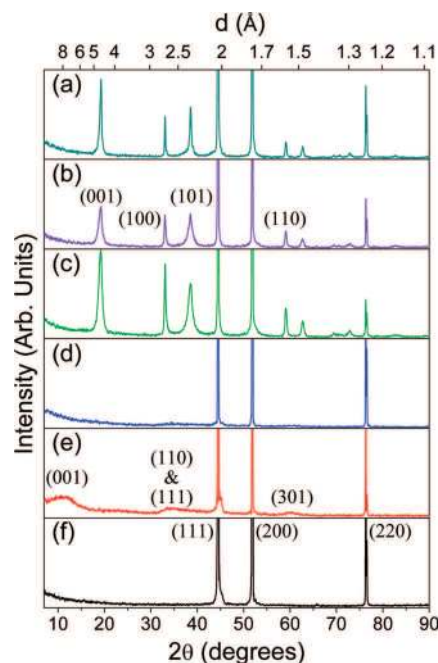 d (Å)
8 6 5 4 3 2.5 2 1.7 1.5 1.3 1.2 1.1
(a)
(b)
(001)
(100)
(101)
(110)
(c)
(d)
(e)
(001)
(110)
&
(111)
(301)
(f)
(111)
(200)
(220)
Intensity (Arb. Units)
10 20 30 40 50 60 70 80 90
2θ (degrees)